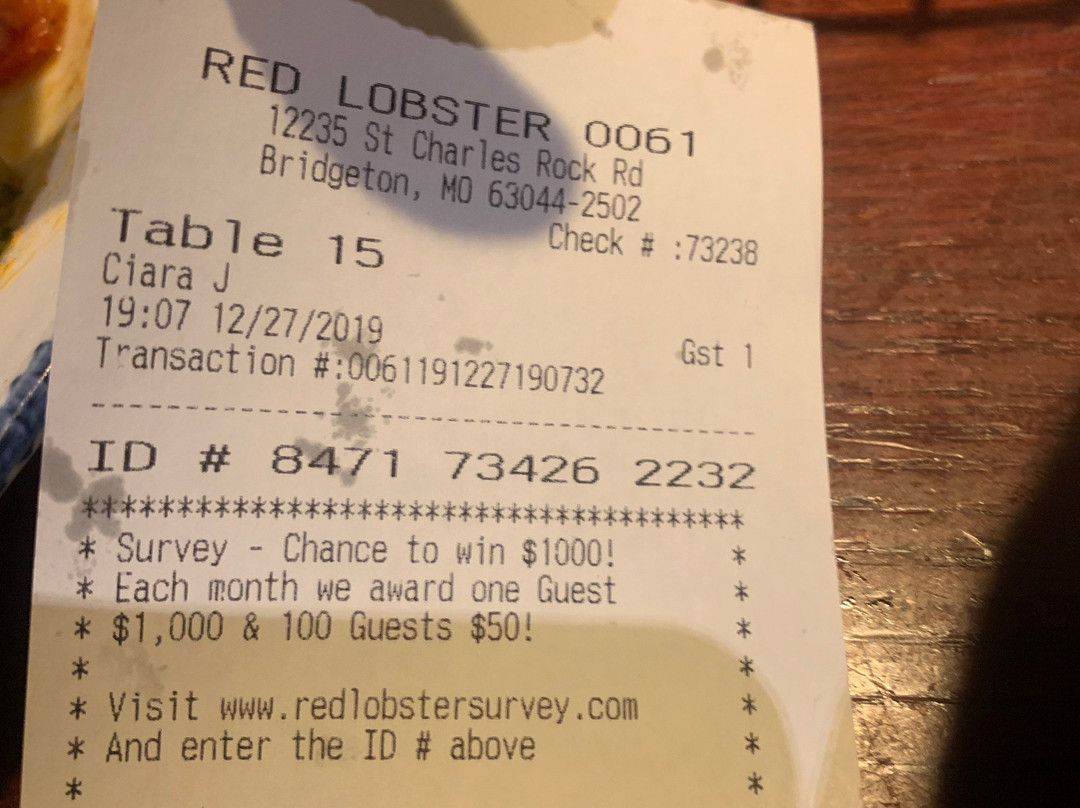 RED LOBSTER 0061
12235 St Charles Rock Rd
Bridgeton, MO 63044-2502
Check # :73238
Table 15
Ciara J
19:07 12/27/2019
Gst 1
Transaction #:0061191227190732
----------------------------------------
ID # 8471 73426 2232
************************************
* Survey - Chance to win $1000! *
* Each month we award one Guest *
* $1,000 & 100 Guests $50! *
* *
* Visit www.redlobstersurvey.com *
* And enter the ID # above *
* *